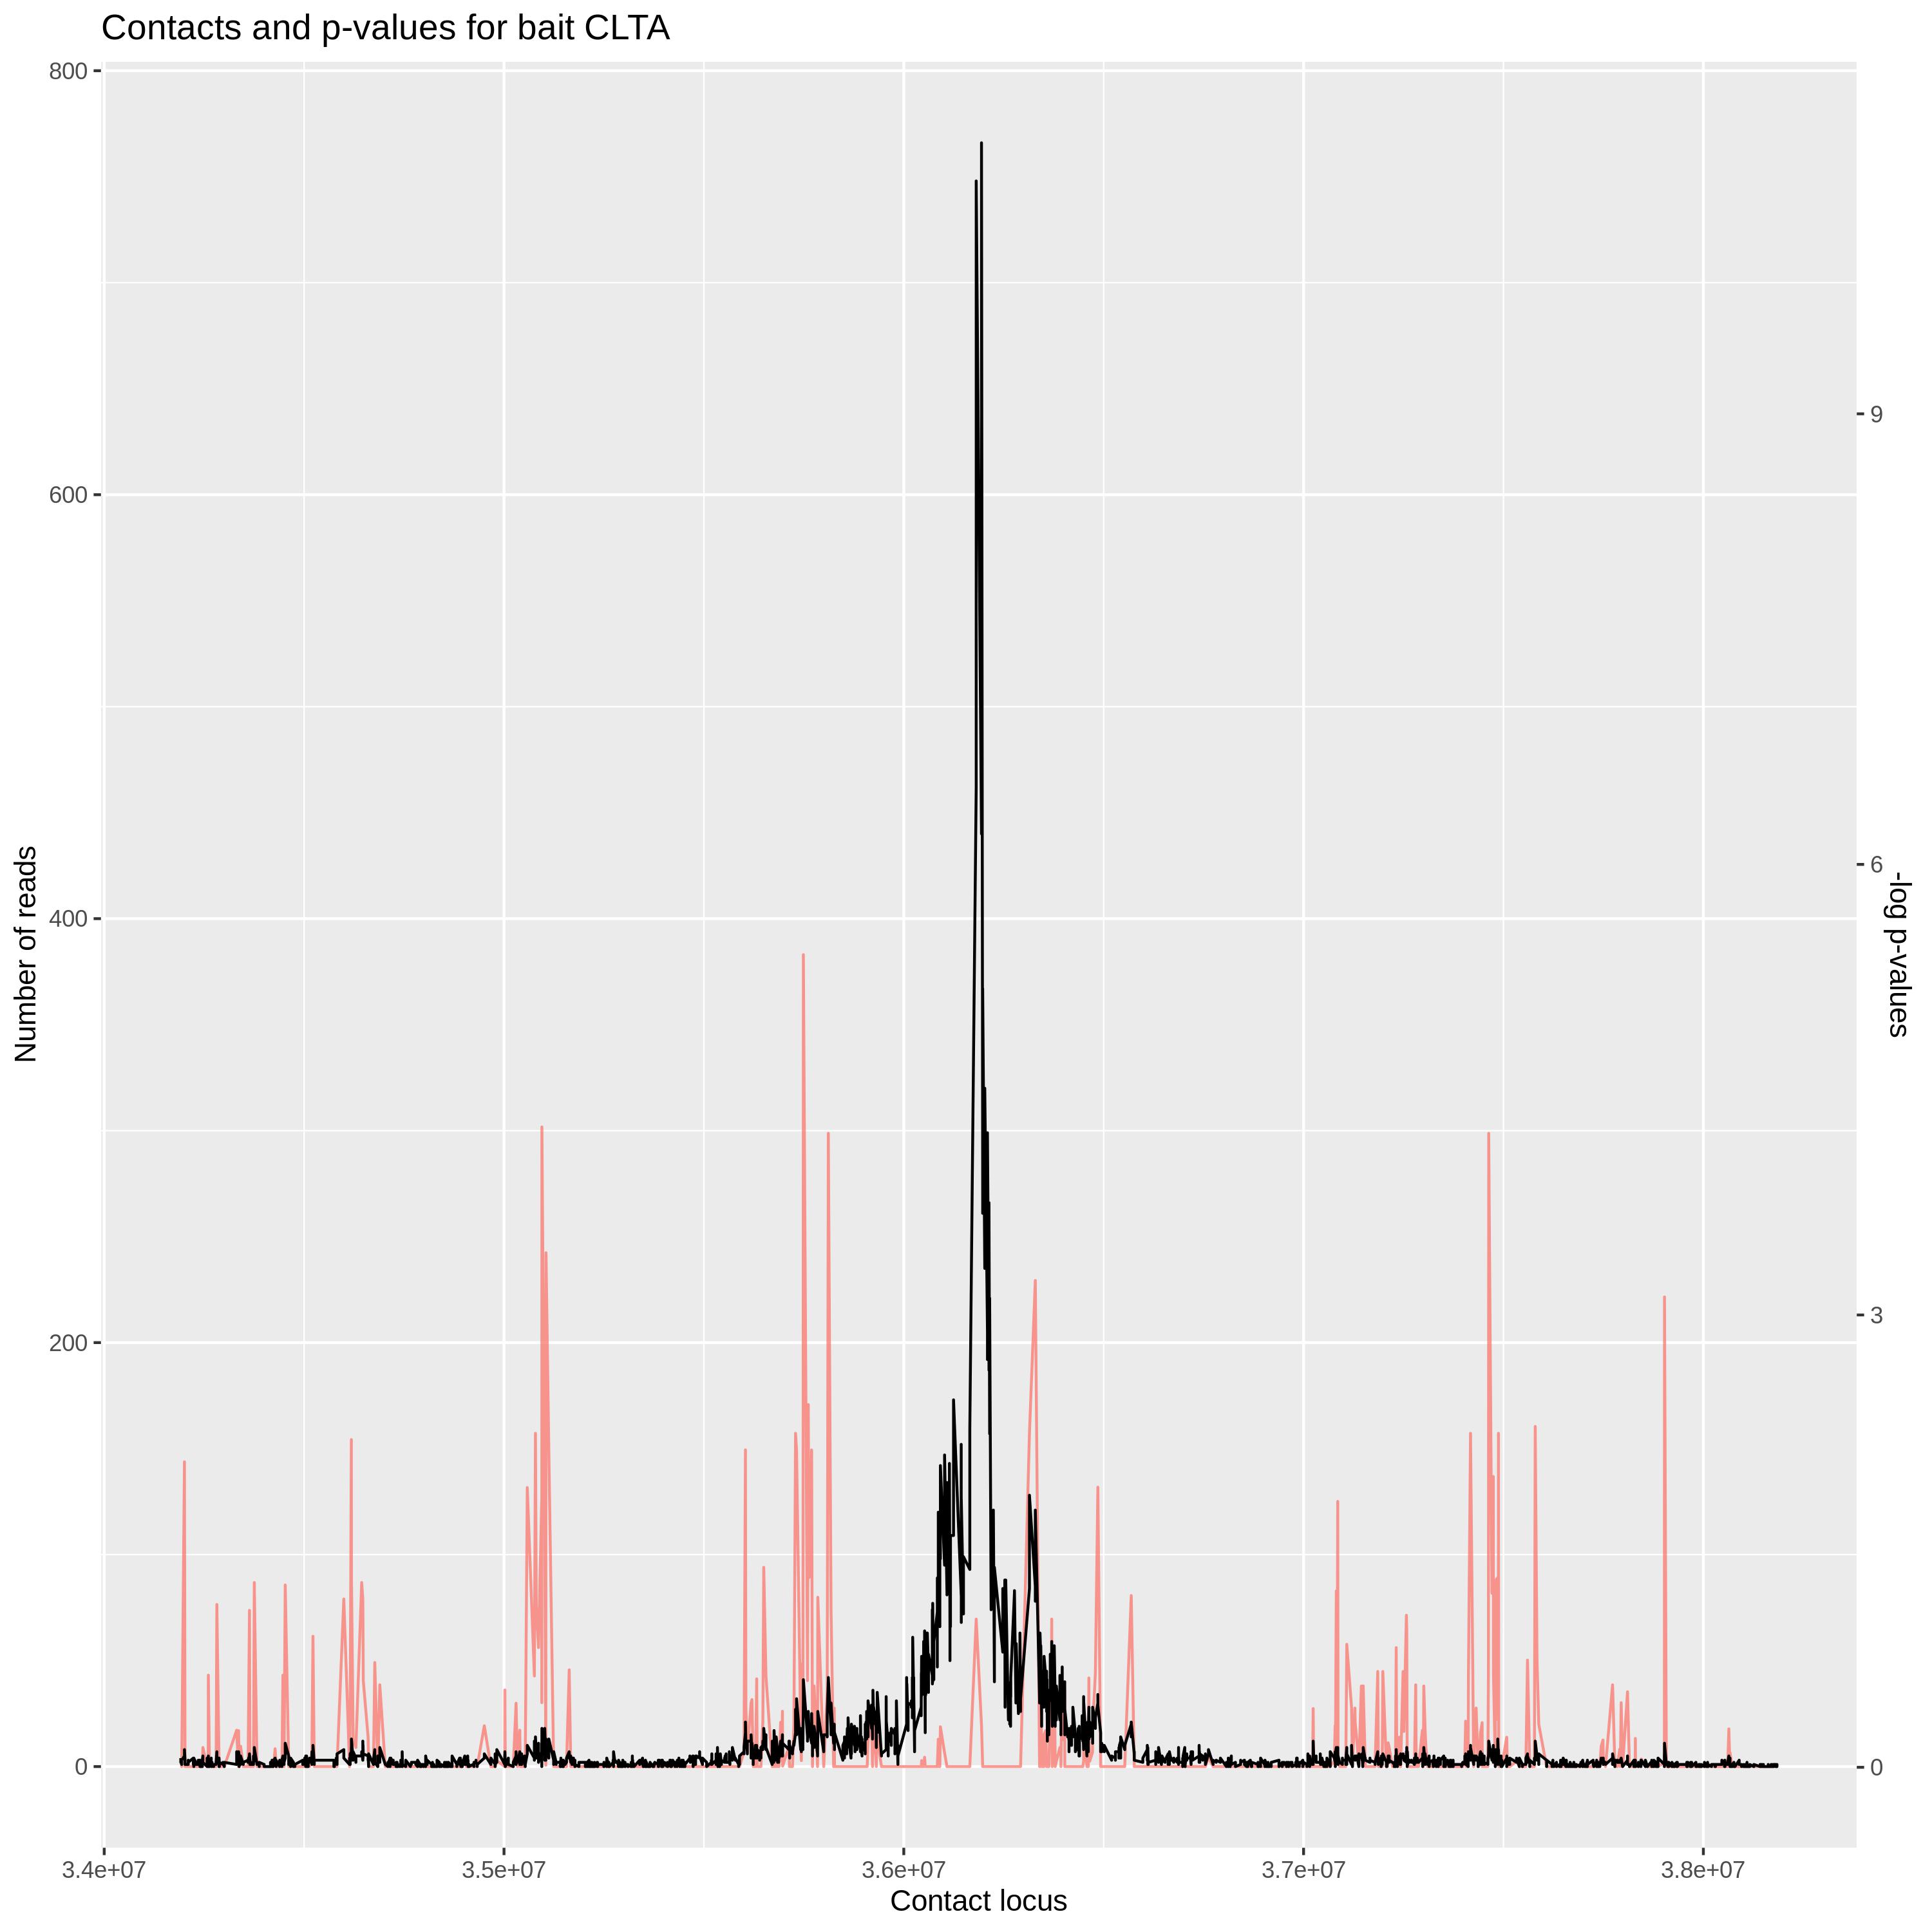 Contacts and p-values for bait CLTA
800
600
400
200
0
Number of reads
9
6
3
0
-log p-values
3.4e+07 3.5e+07 3.6e+07 3.7e+07 3.8e+07
Contact locus